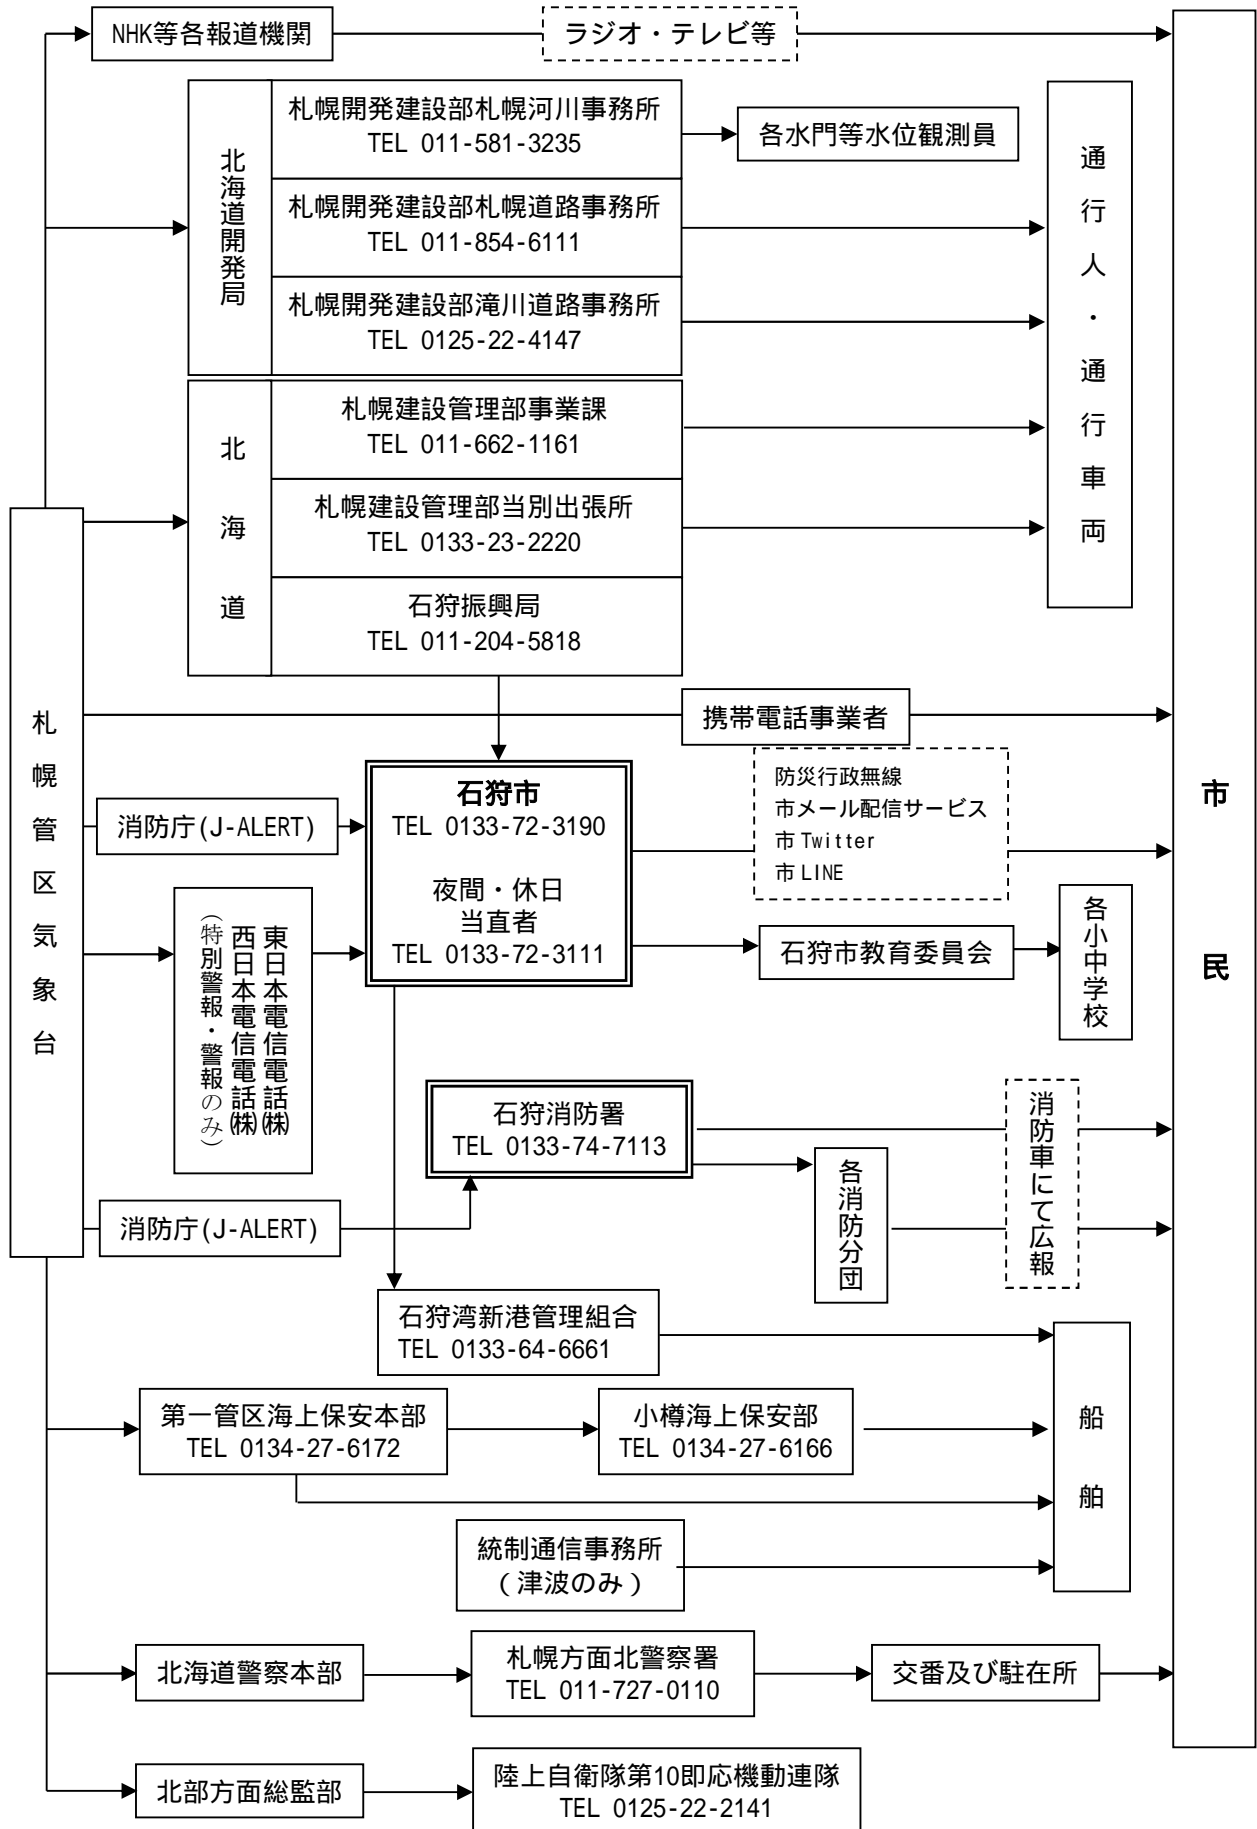 NHK等各報道機関
ラジオ・テレビ等
北海道開発局
札幌開発建設部札幌河川事務所
TEL 011-581-3235
各水門等水位観測員
札幌開発建設部札幌道路事務所
TEL 011-854-6111
札幌開発建設部滝川道路事務所
TEL 0125-22-4147
通行人・通行車両
北海道
札幌建設管理部事業課
TEL 011-662-1161
札幌建設管理部当別出張所
TEL 0133-23-2220
石狩振興局
TEL 011-204-5818
札幌管区気象台
携帯電話事業者
市民
消防庁(J-ALERT)
石狩市
TEL 0133-72-3190
夜間・休日
当直者
TEL 0133-72-3111
防災行政無線
市メール配信サービス
市 Twitter
市 LINE
東日本電信電話㈱
西日本電信電話㈱
(特別警報・警報のみ)
石狩市教育委員会
各小中学校
石狩消防署
TEL 0133-74-7113
消防車にて広報
各消防分団
消防庁(J-ALERT)
石狩湾新港管理組合
TEL 0133-64-6661
第一管区海上保安本部
TEL 0134-27-6172
小樽海上保安部
TEL 0134-27-6166
船舶
統制通信事務所
(津波のみ)
北海道警察本部
札幌方面北警察署
TEL 011-727-0110
交番及び駐在所
北部方面総監部
陸上自衛隊第10即応機動連隊
TEL 0125-22-2141